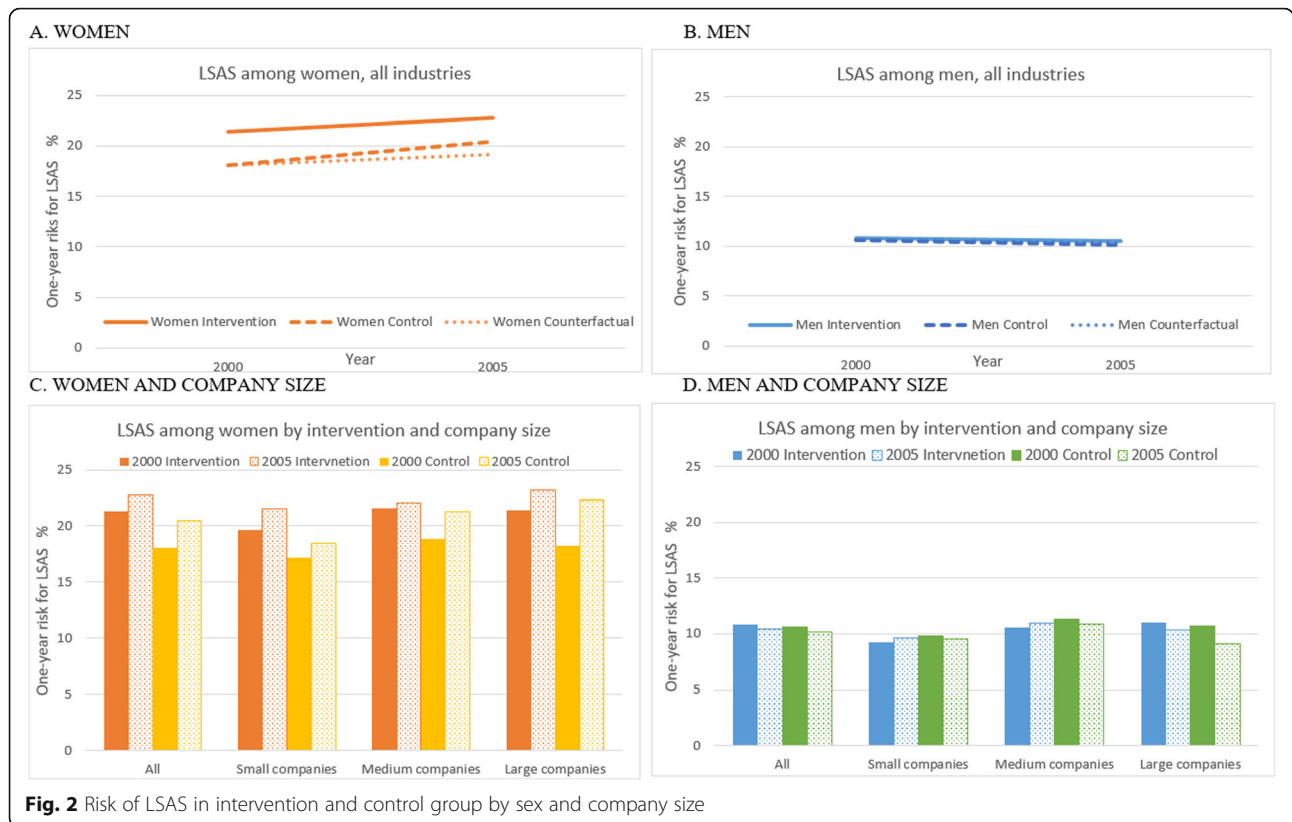 A. WOMEN
LSAS among women, all industries
One-year riks for LSAS %
25
20
15
10
5
0
Women Intervention Women Control Women Counterfactual
2000 Year 2005
B. MEN
LSAS among men, all industries
One-year risk for LSAS %
25
20
15
10
5
0
Men Intervention Men Control Men Counterfactual
2000 Year 2005
C. WOMEN AND COMPANY SIZE
LSAS among women by intervention and company size
2000 Intervention 2005 Intervnetion 2000 Control 2005 Control
One-year risk for LSAS %
25
20
15
10
5
0
All Small companies Medium companies Large companies
D. MEN AND COMPANY SIZE
LSAS among men by intervention and company size
2000 Intervention 2005 Intervnetion 2000 Control 2005 Control
One-year risk for LSAS %
25
20
15
10
5
0
All Small companies Medium companies Large companies
Fig. 2 Risk of LSAS in intervention and control group by sex and company size